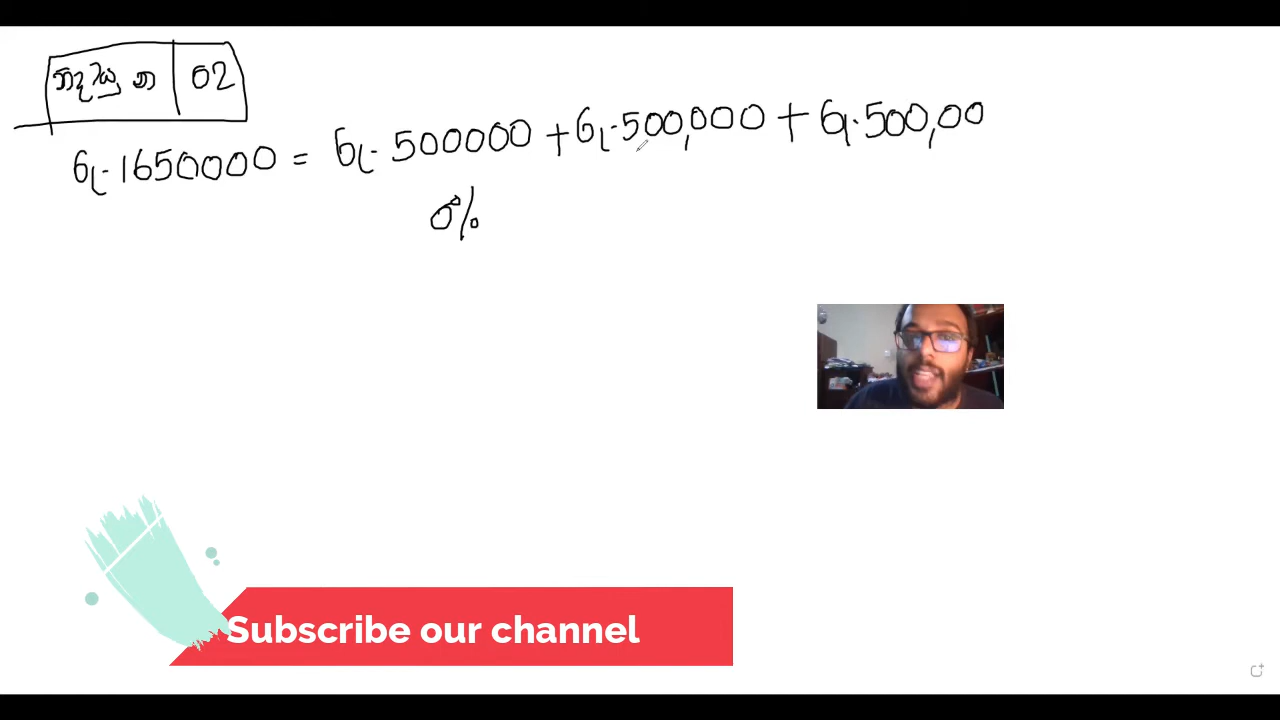 නිදසුන 02
රු. 1650000 = රු. 500000 + රු. 500,000 + රු. 500,00
0%
Subscribe our channel